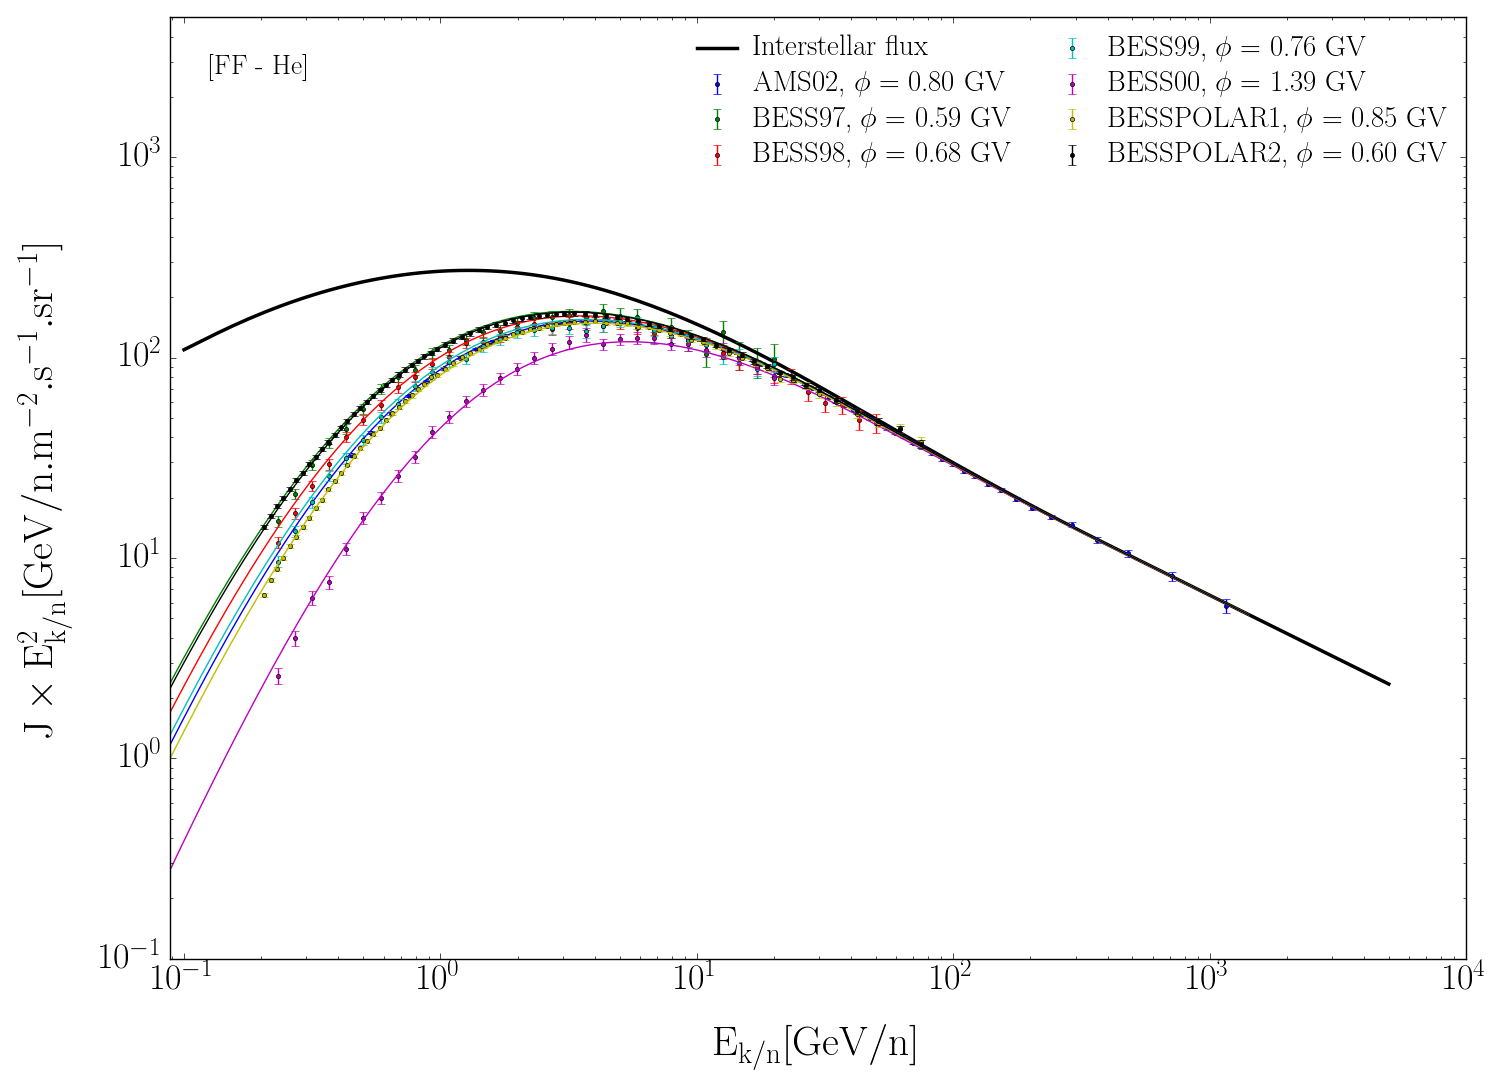 [FF - He]
Interstellar flux
AMS02, ϕ = 0.80 GV
BESS97, ϕ = 0.59 GV
BESS98, ϕ = 0.68 GV
BESS99, ϕ = 0.76 GV
BESS00, ϕ = 1.39 GV
BESSPOLAR1, ϕ = 0.85 GV
BESSPOLAR2, ϕ = 0.60 GV
J × E²ₖ/ₙ[GeV/n.m⁻².s⁻¹.sr⁻¹]
10³
10²
10¹
10⁰
10⁻¹
10⁻¹ 10⁰ 10¹ 10² 10³ 10⁴
Eₖ/ₙ[GeV/n]